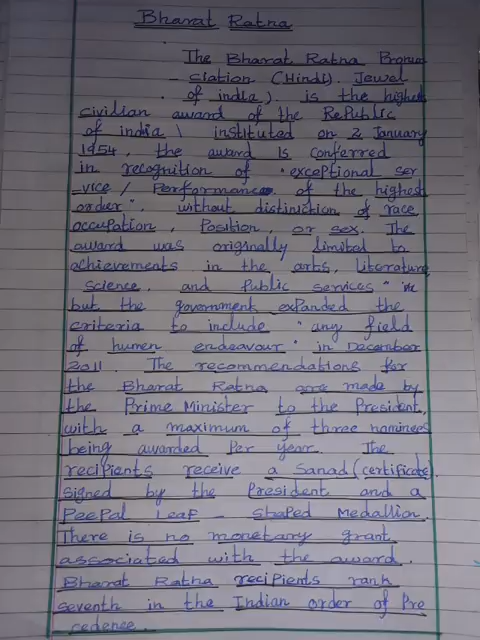 Bharat Ratna
The Bharat Ratna Pronun
- ciation (Hindi). Jewel
of india). is the highest
civilian award of the RePublic
of india \ instituted on 2 January
1954, the award is conferred
in recognition of "exceptional ser
-vice / Performance of the highest
order". without distinction of race
occupation, Position, or sex. The
award was originally limited to
achievements in the arts, literature
science, and Public services "
but the government expanded the
criteria to include "any field
of human endeavour" in December
2011. The recommendations for
the Bharat Ratna are made by
the Prime Minister to the President,
with a maximum of three nominees
being awarded Per year. The
recipients receive a Sanad (certificate)
signed by the President and a
PeePal Leaf - shaped Medallion.
There is no monetary grant
associated with the award.
Bharat Ratna recipients rank
seventh in the Indian order of Pre
cedence.